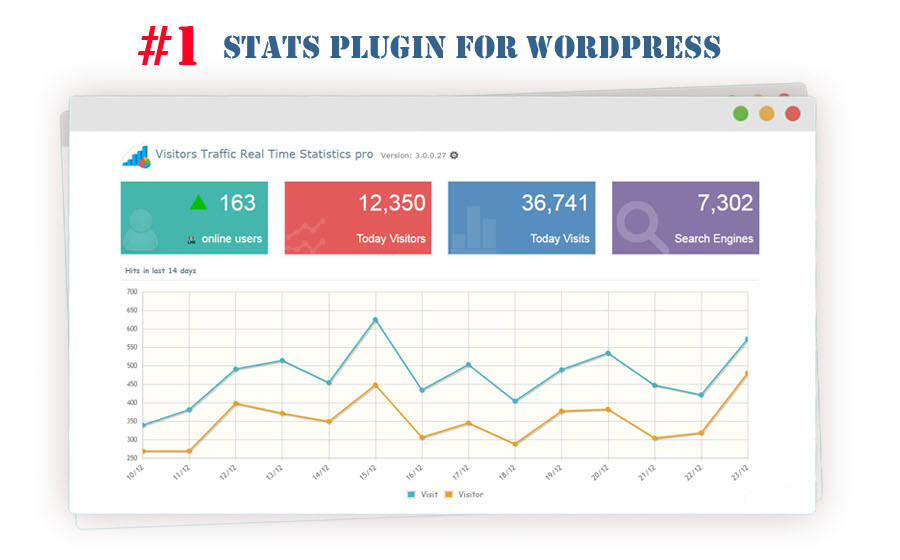 #1 STATS PLUGIN FOR WORDPRESS
Visitors Traffic Real Time Statistics pro Version: 3.0.0.27
163
online users
12,350
Today Visitors
36,741
Today Visits
7,302
Search Engines
Hits in last 14 days
700
650
600
550
500
450
400
350
300
250
10/12 11/12 12/12 13/12 14/12 15/12 16/12 17/12 18/12 19/12 20/12 21/12 22/12 23/12
Visit Visitor